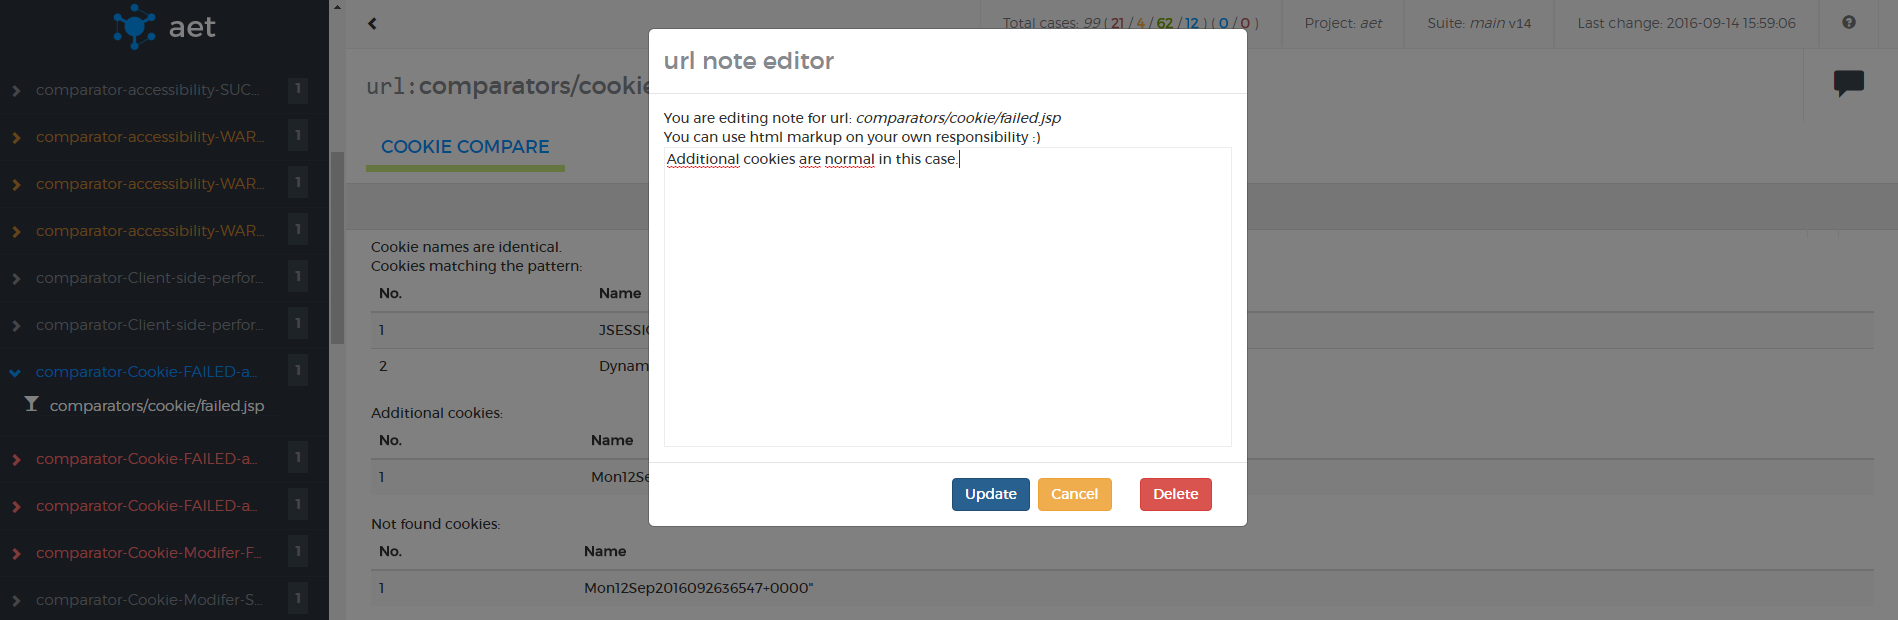 aet
comparator-accessibility-SUC... 1
comparator-accessibility-WAR... 1
comparator-accessibility-WAR... 1
comparator-accessibility-WAR... 1
comparator-Client-side-perfor... 1
comparator-Client-side-perfor... 1
comparator-Cookie-FAILED-a... 1
comparators/cookie/failed.jsp
comparator-Cookie-FAILED-a... 1
comparator-Cookie-FAILED-a... 1
comparator-Cookie-Modifer-F... 1
comparator-Cookie-Modifer-S... 1
Total cases: 99 ( 21 / 4 / 62 / 12 ) ( 0 / 0 ) Project: aet Suite: main v14 Last change: 2016-09-14 15:59:06 ?
url:comparators/cookie
COOKIE COMPARE
Cookie names are identical.
Cookies matching the pattern:
No. Name
1 JSESSI
2 Dynam
Additional cookies:
No. Name
1 Mon12Se
Not found cookies:
No. Name
1 Mon12Sep2016092636547+0000"
url note editor
You are editing note for url: comparators/cookie/failed.jsp
You can use html markup on your own responsibility :)
Additional cookies are normal in this case.
Update Cancel Delete